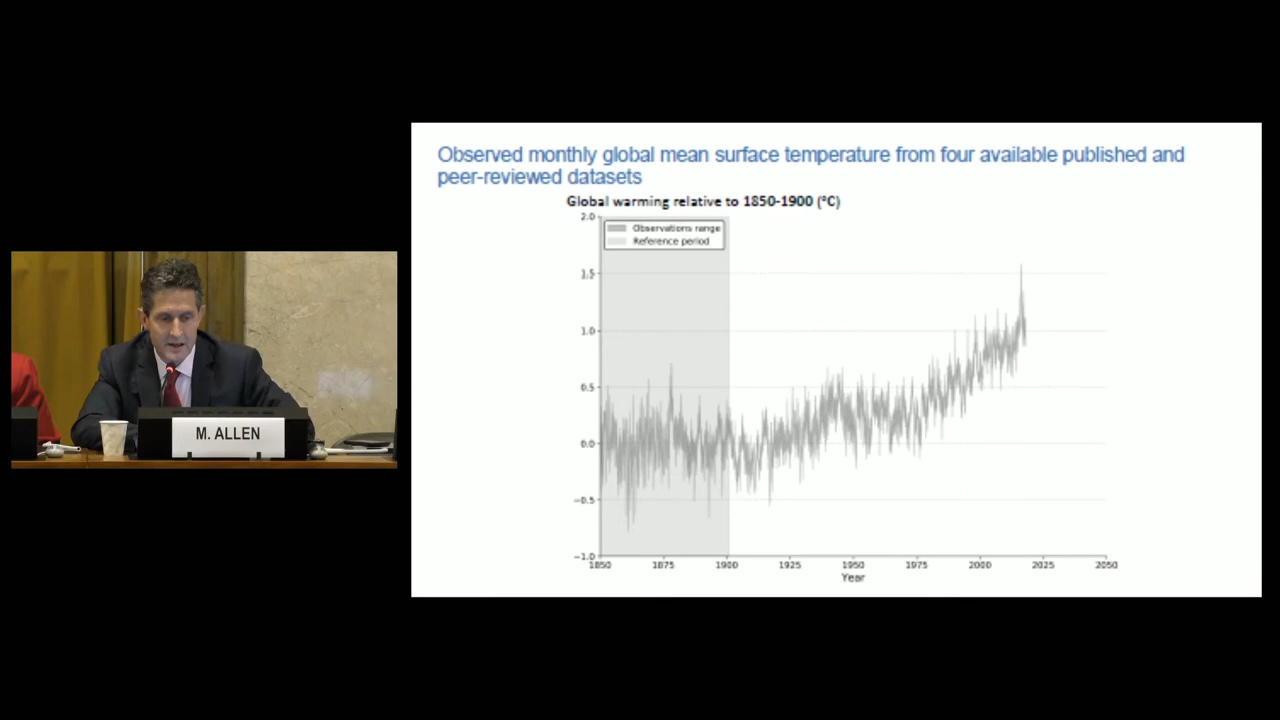 M. ALLEN
Observed monthly global mean surface temperature from four available published and
peer-reviewed datasets
Global warming relative to 1850-1900 (°C)
2.0
Observations range
Reference period
1.5
1.0
0.5
0.0
−0.5
−1.0
1850 1875 1900 1925 1950 1975 2000 2025 2050
Year